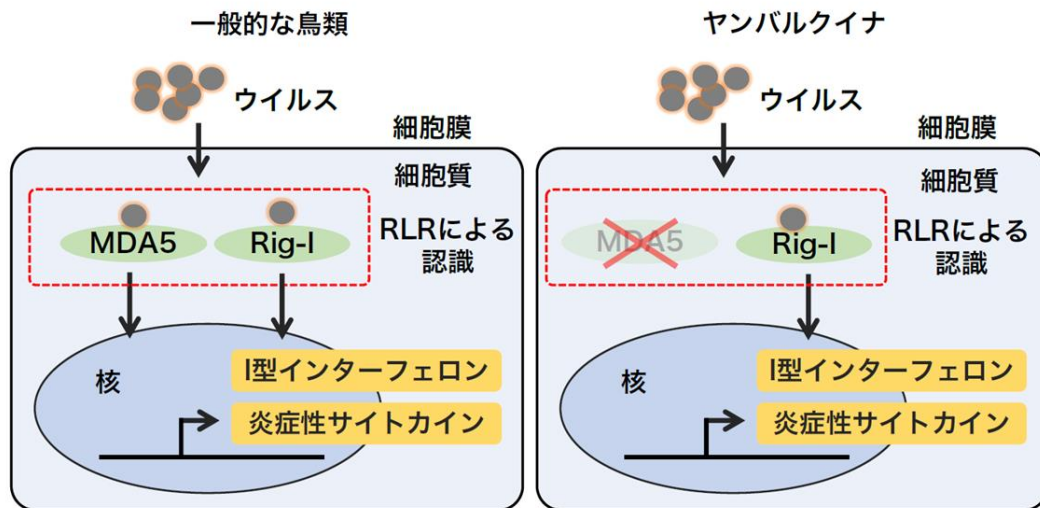 一般的な鳥類
ウイルス
細胞膜
細胞質
MDA5
Rig-I
RLRによる
認識
核
I型インターフェロン
炎症性サイトカイン
ヤンバルクイナ
ウイルス
細胞膜
細胞質
MDA5
Rig-I
RLRによる
認識
核
I型インターフェロン
炎症性サイトカイン